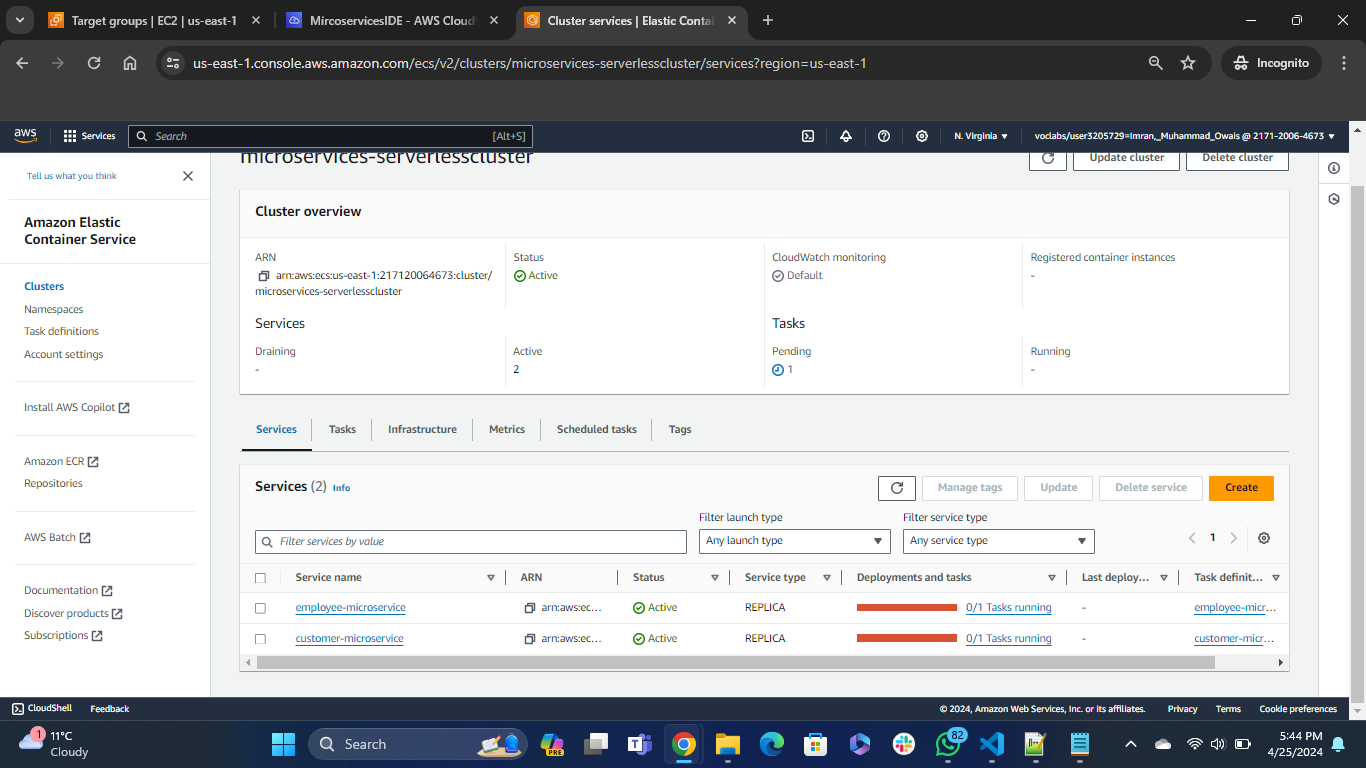 Target groups | EC2 | us-east-1
MircoservicesIDE - AWS Cloud
Cluster services | Elastic Contai
us-east-1.console.aws.amazon.com/ecs/v2/clusters/microservices-serverlesscluster/services?region=us-east-1
Incognito
aws
Services
Search
[Alt+S]
N. Virginia
voclabs/user3205729=Imran,_Muhammad_Owais @ 2171-2006-4673
Tell us what you think
Amazon Elastic
Container Service
Clusters
Namespaces
Task definitions
Account settings
Install AWS Copilot
Amazon ECR
Repositories
AWS Batch
Documentation
Discover products
Subscriptions
microservices-serverlesscluster
Update cluster
Delete cluster
Cluster overview
ARN
arn:aws:ecs:us-east-1:217120064673:cluster/
microservices-serverlesscluster
Status
Active
CloudWatch monitoring
Default
Registered container instances
-
Services
Tasks
Draining
-
Active
2
Pending
1
Running
-
Services
Tasks
Infrastructure
Metrics
Scheduled tasks
Tags
Services (2) Info
Manage tags
Update
Delete service
Create
Filter launch type
Filter service type
Filter services by value
Any launch type
Any service type
1
Service name ARN Status Service type Deployments and tasks Last deploy... Task definit...
employee-microservice arn:aws:ec... Active REPLICA 0/1 Tasks running - employee-micr...
customer-microservice arn:aws:ec... Active REPLICA 0/1 Tasks running - customer-micr...
CloudShell
Feedback
© 2024, Amazon Web Services, Inc. or its affiliates.
Privacy
Terms
Cookie preferences
1
11°C
Cloudy
Search
PRE
82
5:44 PM
4/25/2024